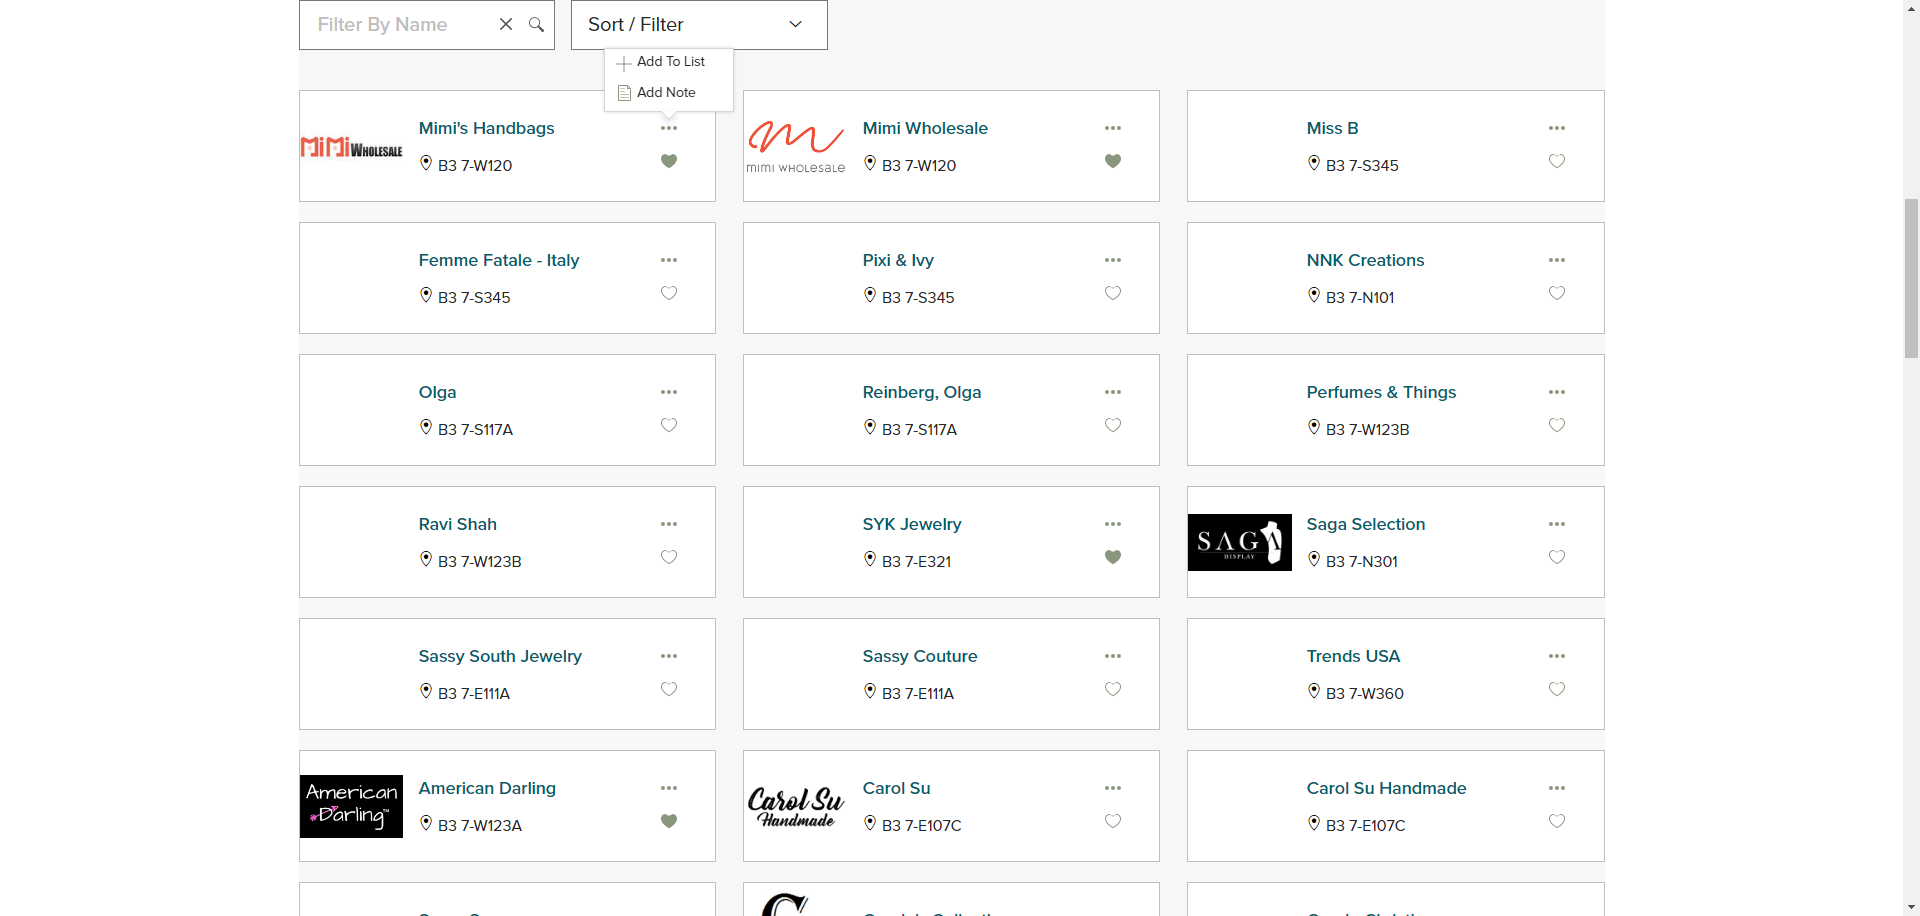 Filter By Name
Sort / Filter
Add To List
Add Note
MiMi WHOLESALE
Mimi's Handbags
B3 7-W120
m
MIMI WHOLESALE
Mimi Wholesale
B3 7-W120
Miss B
B3 7-S345
Femme Fatale - Italy
B3 7-S345
Pixi & Ivy
B3 7-S345
NNK Creations
B3 7-N101
Olga
B3 7-S117A
Reinberg, Olga
B3 7-S117A
Perfumes & Things
B3 7-W123B
Ravi Shah
B3 7-W123B
SYK Jewelry
B3 7-E321
SAGA
DISPLAY
Saga Selection
B3 7-N301
Sassy South Jewelry
B3 7-E111A
Sassy Couture
B3 7-E111A
Trends USA
B3 7-W360
American
Darling™
American Darling
B3 7-W123A
Carol Su
Handmade
Carol Su
B3 7-E107C
Carol Su Handmade
B3 7-E107C